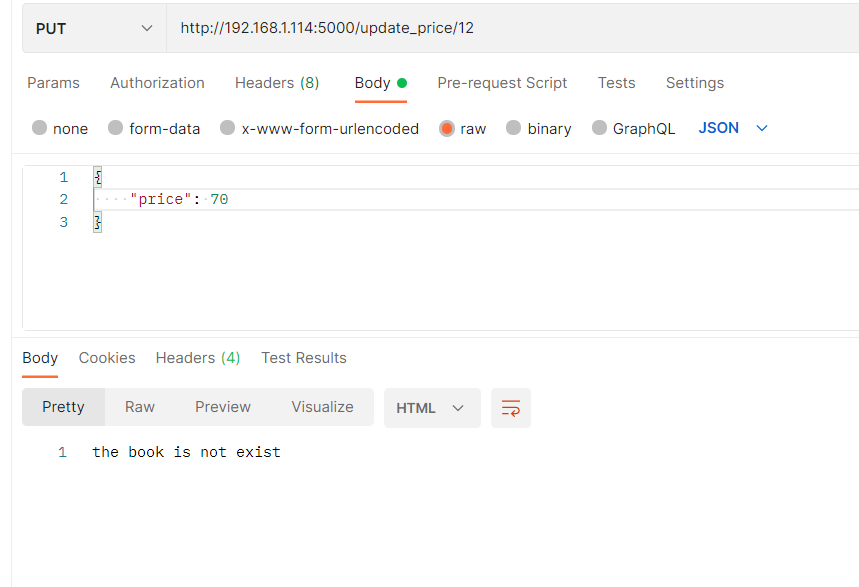 PUT http://192.168.1.114:5000/update_price/12
Params Authorization Headers (8) Body Pre-request Script Tests Settings
none form-data x-www-form-urlencoded raw binary GraphQL JSON
1 {
2 "price": 70
3 }
Body Cookies Headers (4) Test Results
Pretty Raw Preview Visualize HTML
1 the book is not exist